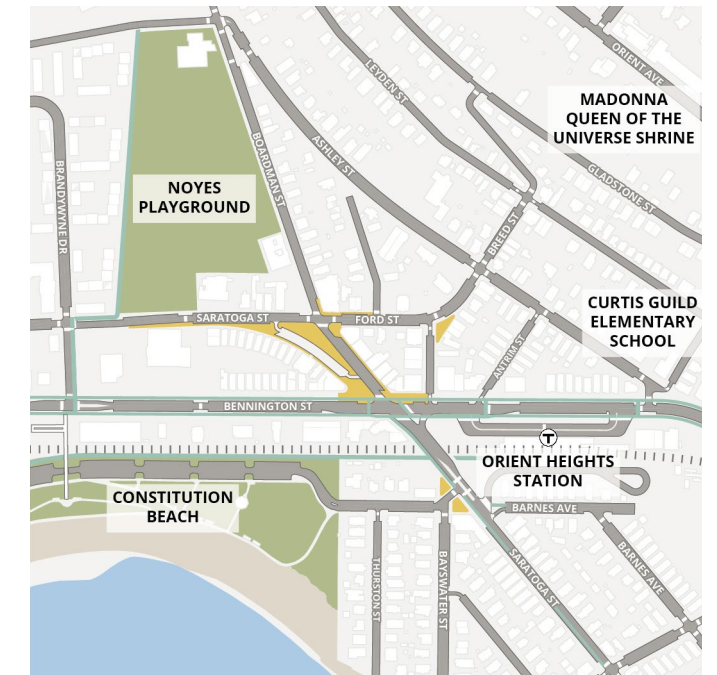 ORIENT AVE
LEYDEN ST
MADONNA
QUEEN OF THE
UNIVERSE SHRINE
BOARDMAN ST
ASHLEY ST
BRANDYWYNE DR
GLADSTONE ST
NOYES
PLAYGROUND
BREED ST
SARATOGA ST
FORD ST
CURTIS GUILD
ELEMENTARY
SCHOOL
ANTRIM ST
BENNINGTON ST
T
ORIENT HEIGHTS
STATION
CONSTITUTION
BEACH
BARNES AVE
THURSTON ST
BAYSWATER ST
SARATOGA ST
BARNES AVE